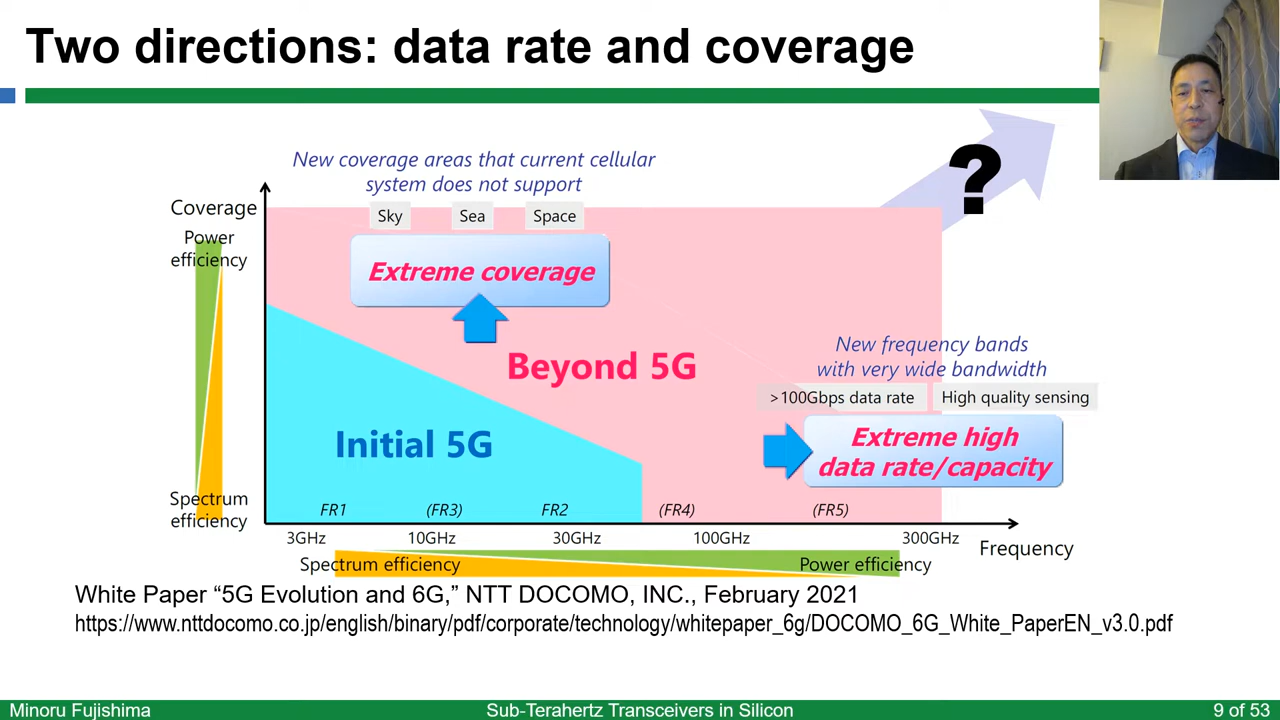 Two directions: data rate and coverage
?
New coverage areas that current cellular
system does not support
Sky Sea Space
Extreme coverage
Coverage
Power
efficiency
Spectrum
efficiency
Beyond 5G
Initial 5G
New frequency bands
with very wide bandwidth
>100Gbps data rate High quality sensing
Extreme high
data rate/capacity
FR1 (FR3) FR2 (FR4) (FR5)
3GHz 10GHz 30GHz 100GHz 300GHz
Frequency
Spectrum efficiency Power efficiency
White Paper “5G Evolution and 6G,” NTT DOCOMO, INC., February 2021
https://www.nttdocomo.co.jp/english/binary/pdf/corporate/technology/whitepaper_6g/DOCOMO_6G_White_PaperEN_v3.0.pdf
Minoru Fujishima Sub-Terahertz Transceivers in Silicon 9 of 53